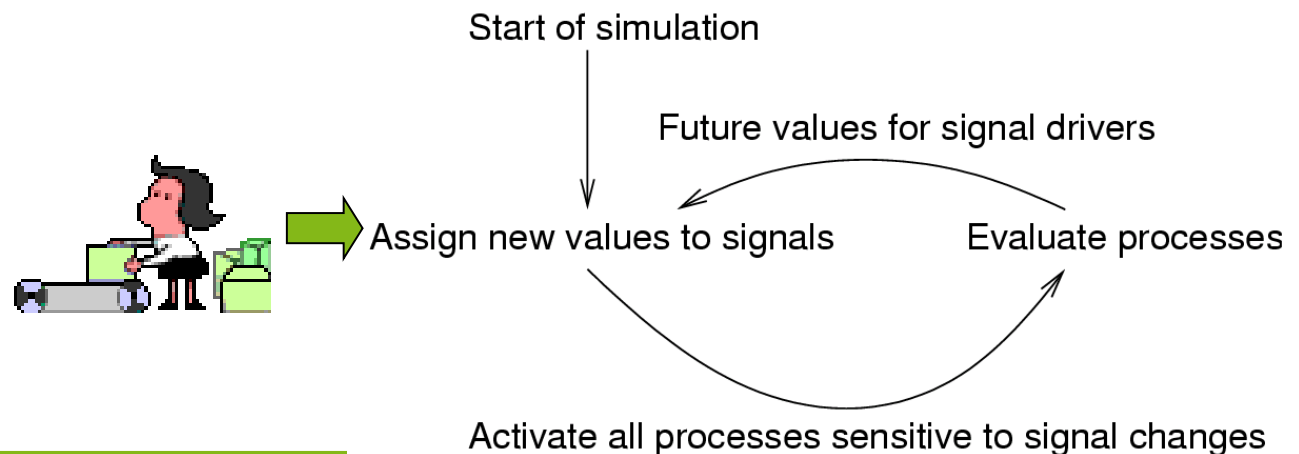 Start of simulation
Future values for signal drivers
Assign new values to signals
Evaluate processes
Activate all processes sensitive to signal changes